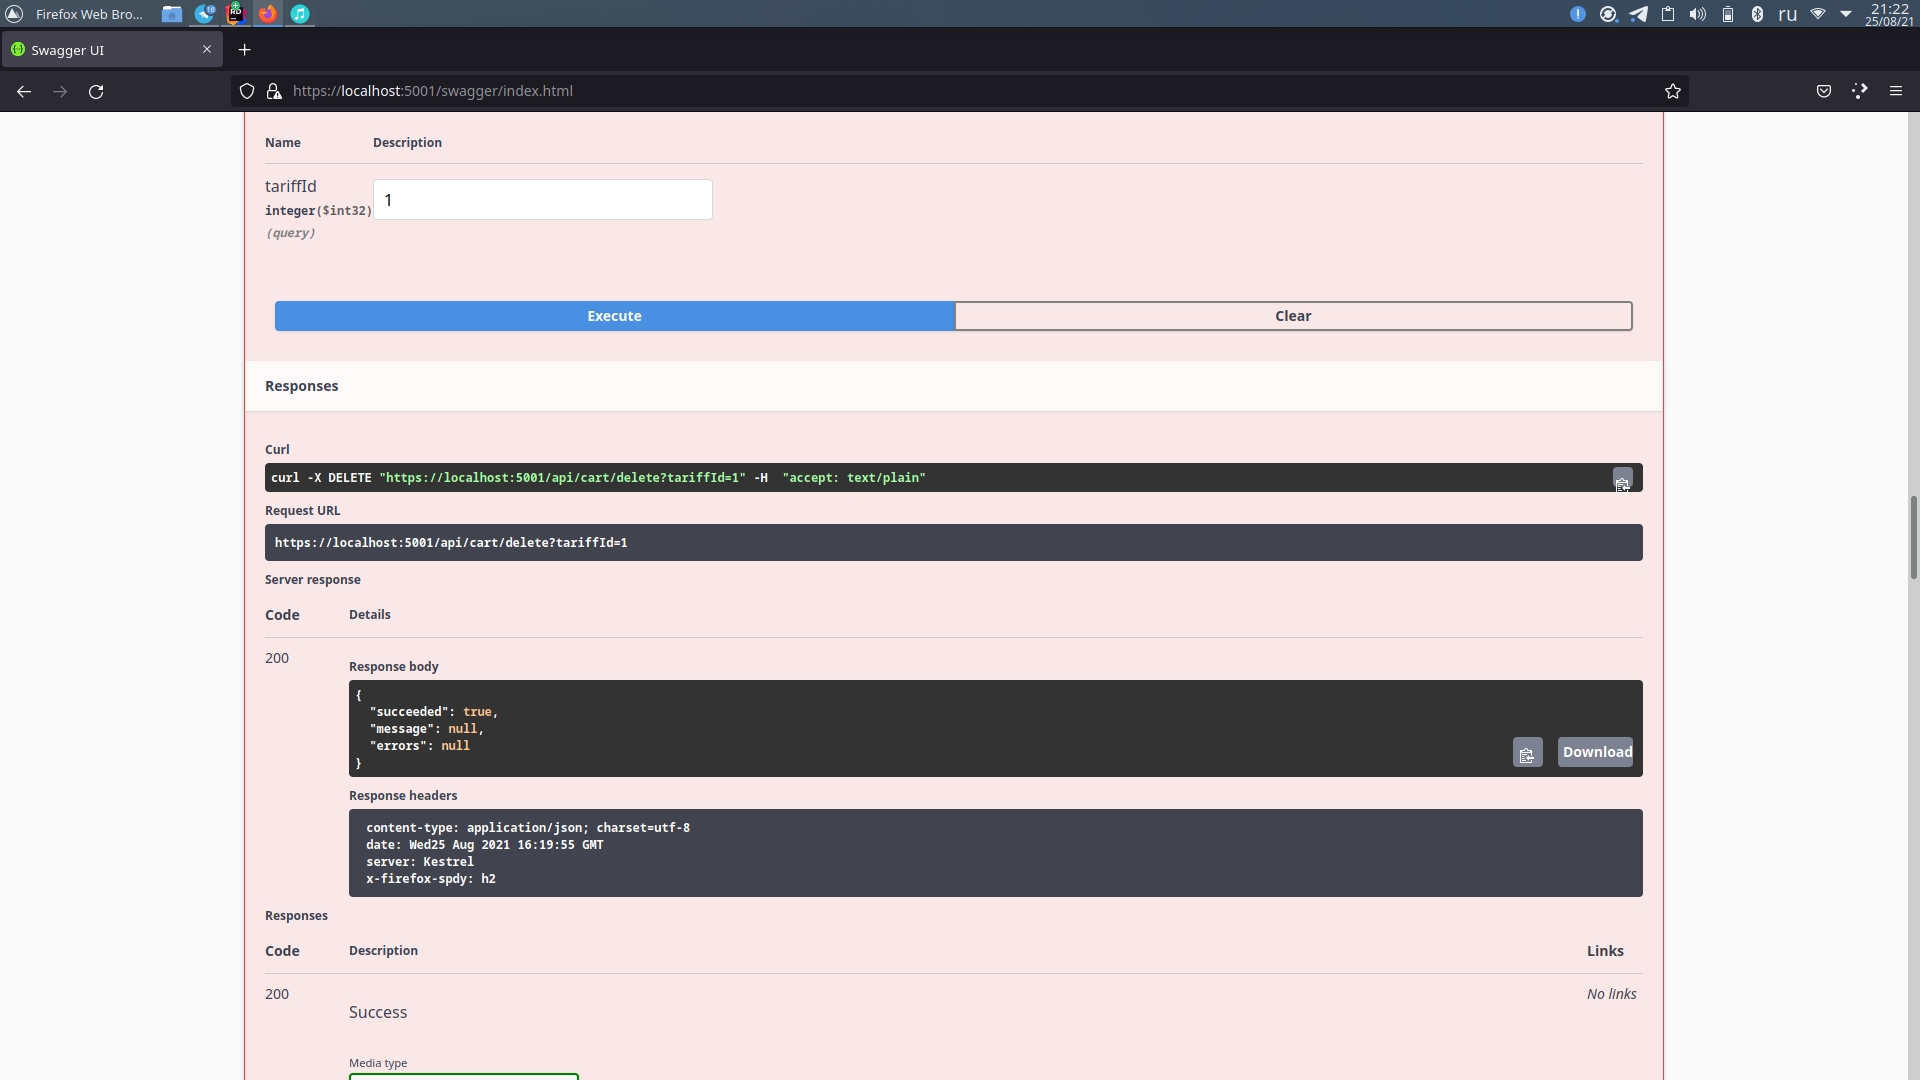 Firefox Web Bro...
16
RD
ru
21:22
25/08/21
Swagger UI
https://localhost:5001/swagger/index.html
Name Description
tariffId
integer($int32)
(query)
1
Execute Clear
Responses
Curl
curl -X DELETE "https://localhost:5001/api/cart/delete?tariffId=1" -H  "accept: text/plain"
Request URL
https://localhost:5001/api/cart/delete?tariffId=1
Server response
Code Details
200
Response body
{
  "succeeded": true,
  "message": null,
  "errors": null
}
Download
Response headers
content-type: application/json; charset=utf-8
date: Wed25 Aug 2021 16:19:55 GMT
server: Kestrel
x-firefox-spdy: h2
Responses
Code Description Links
200
Success
No links
Media type